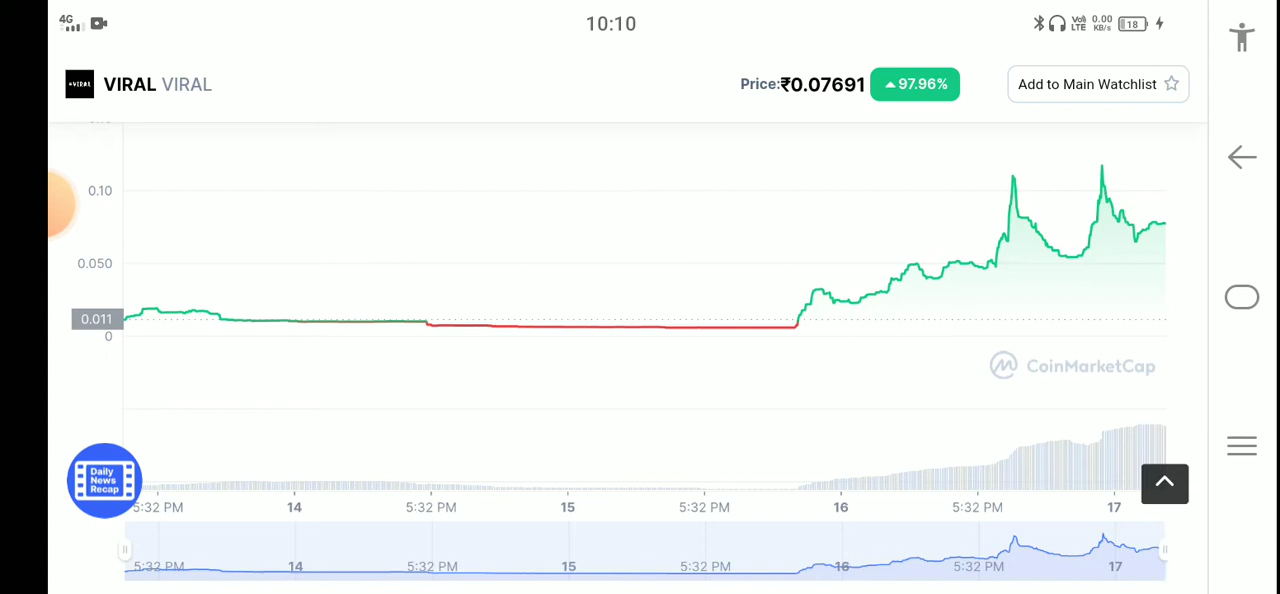 4G 10:10 Vo) LTE 0.00 KB/s 18
VIRAL VIRAL Price:₹0.07691 97.96% Add to Main Watchlist
0.10
0.050
0.011
0
CoinMarketCap
Daily
News
Recap
5:32 PM 14 5:32 PM 15 5:32 PM 16 5:32 PM 17
5:32 PM 14 5:32 PM 15 5:32 PM 16 5:32 PM 17